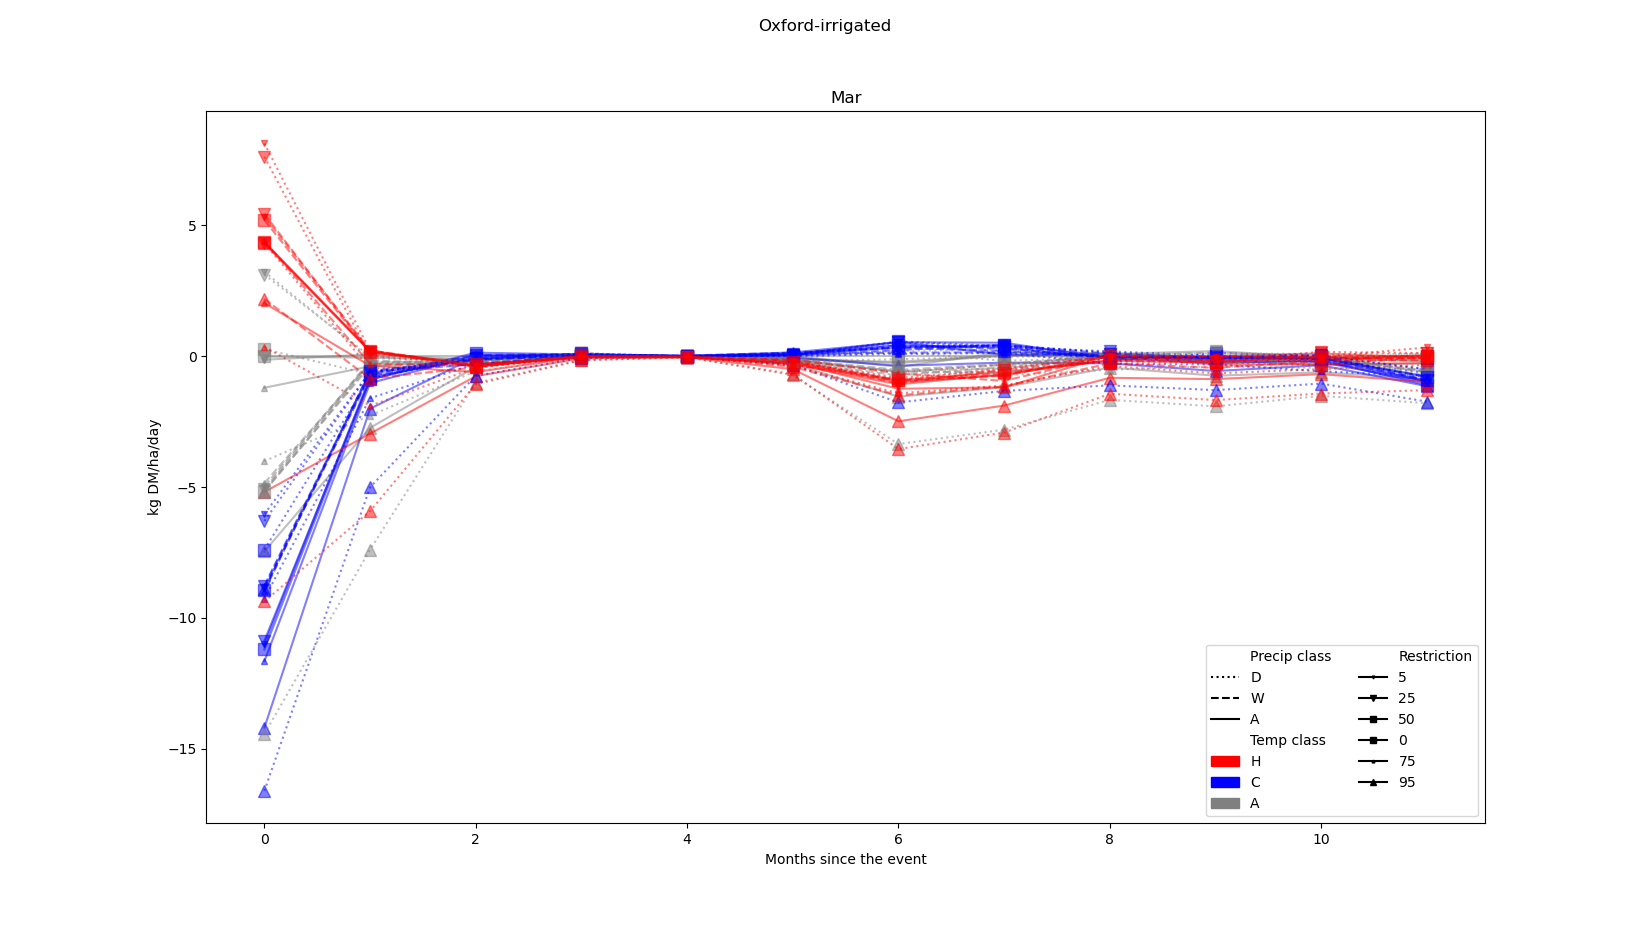 Oxford-irrigated
Mar
kg DM/ha/day
5
0
−5
−10
−15
0 2 4 6 8 10
Months since the event
Precip class
D
W
A
Temp class
H
C
A
Restriction
5
25
50
0
75
95